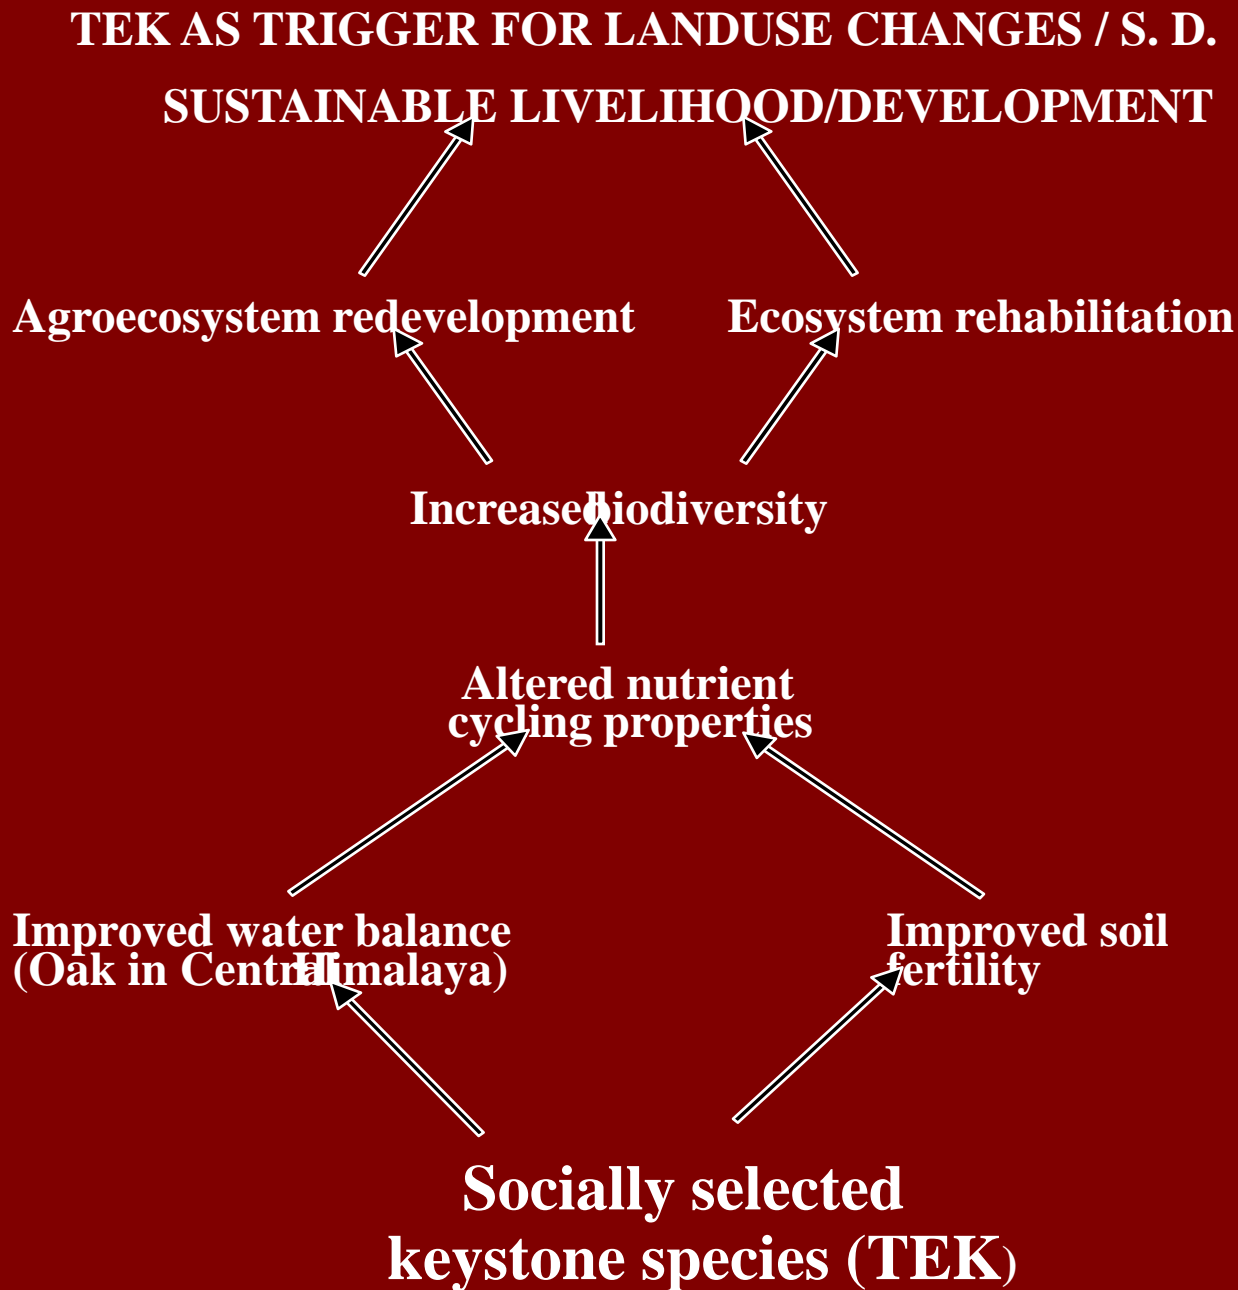 TEK AS TRIGGER FOR LANDUSE CHANGES / S. D.
SUSTAINABLE LIVELIHOOD/DEVELOPMENT
Agroecosystem redevelopment
Ecosystem rehabilitation
Increased biodiversity
Altered nutrient
cycling properties
Improved water balance
(Oak in Central Himalaya)
Improved soil
fertility
Socially selected
keystone species (TEK)